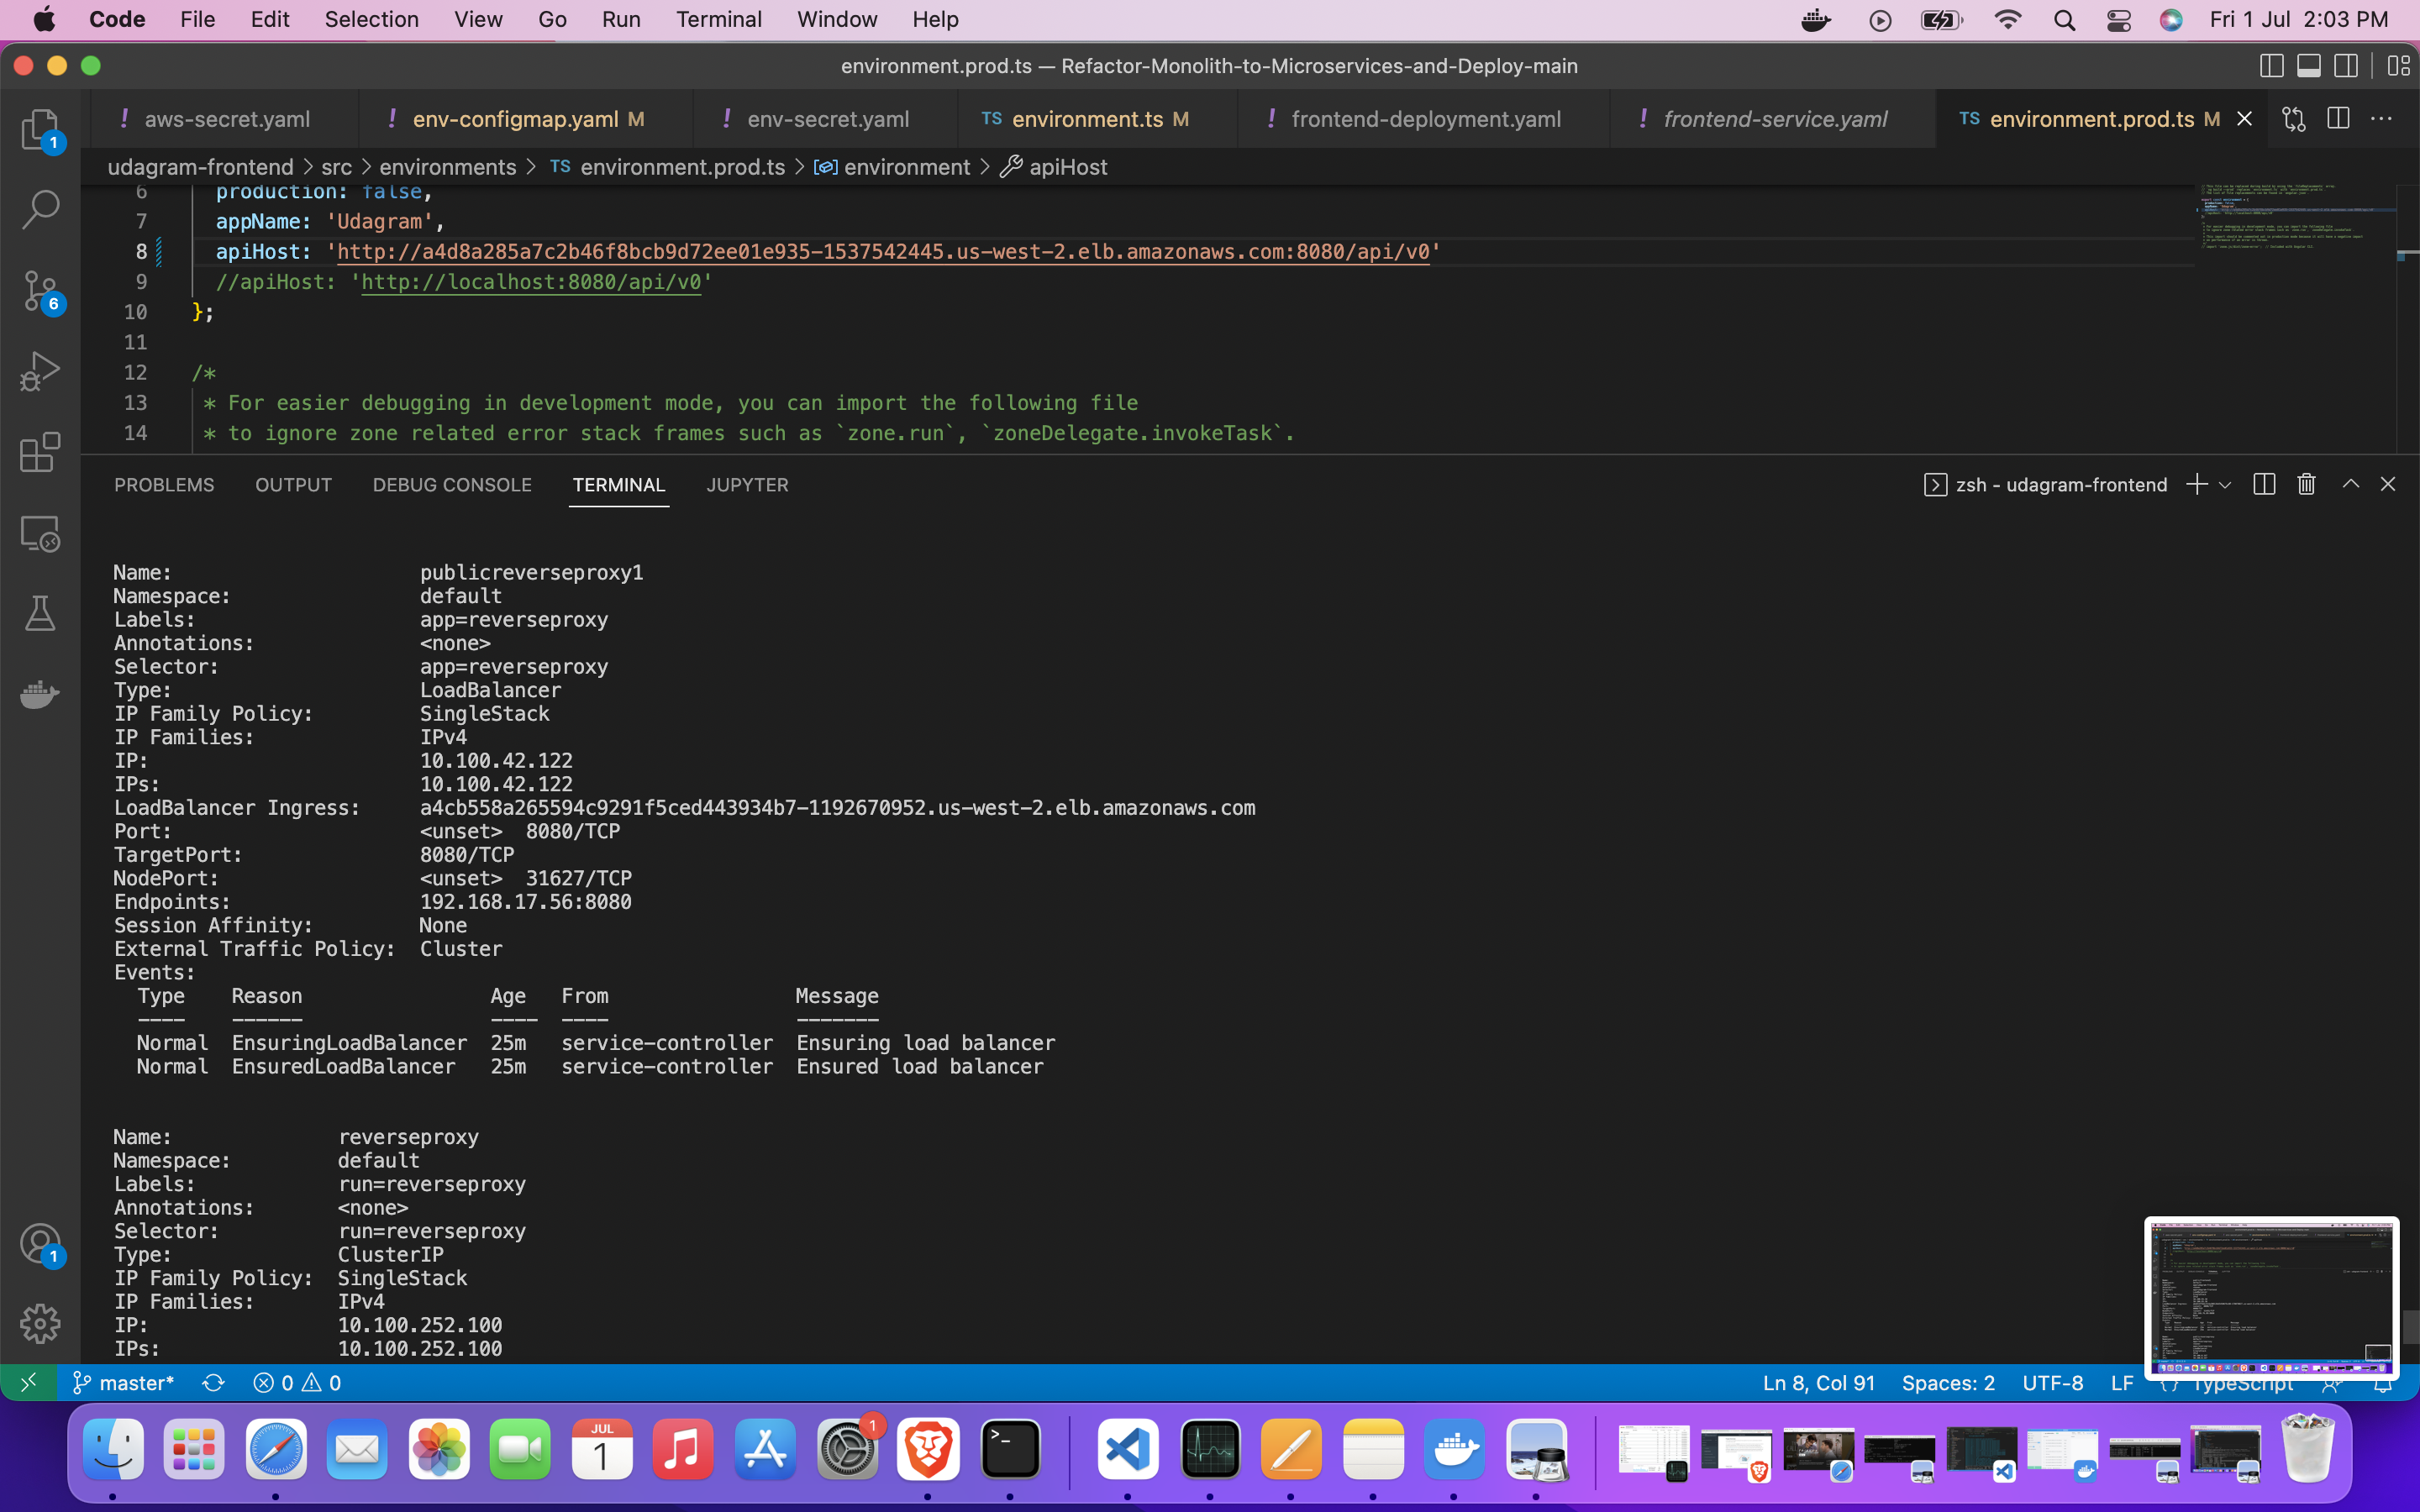 Code File Edit Selection View Go Run Terminal Window Help Fri 1 Jul 2:03 PM
environment.prod.ts — Refactor-Monolith-to-Microservices-and-Deploy-main
! aws-secret.yaml ! env-configmap.yaml M ! env-secret.yaml TS environment.ts M ! frontend-deployment.yaml ! frontend-service.yaml TS environment.prod.ts M
udagram-frontend > src > environments > TS environment.prod.ts > environment > apiHost
6 production: false,
7 appName: 'Udagram',
8 apiHost: 'http://a4d8a285a7c2b46f8bcb9d72ee01e935-1537542445.us-west-2.elb.amazonaws.com:8080/api/v0'
9 //apiHost: 'http://localhost:8080/api/v0'
10 };
11
12 /*
13 * For easier debugging in development mode, you can import the following file
14 * to ignore zone related error stack frames such as `zone.run`, `zoneDelegate.invokeTask`.
1
6
PROBLEMS OUTPUT DEBUG CONSOLE TERMINAL JUPYTER zsh - udagram-frontend
Name: publicreverseproxy1
Namespace: default
Labels: app=reverseproxy
Annotations: <none>
Selector: app=reverseproxy
Type: LoadBalancer
IP Family Policy: SingleStack
IP Families: IPv4
IP: 10.100.42.122
IPs: 10.100.42.122
LoadBalancer Ingress: a4cb558a265594c9291f5ced443934b7-1192670952.us-west-2.elb.amazonaws.com
Port: <unset> 8080/TCP
TargetPort: 8080/TCP
NodePort: <unset> 31627/TCP
Endpoints: 192.168.17.56:8080
Session Affinity: None
External Traffic Policy: Cluster
Events:
Type Reason Age From Message
---- ------ ---- ---- -------
Normal EnsuringLoadBalancer 25m service-controller Ensuring load balancer
Normal EnsuredLoadBalancer 25m service-controller Ensured load balancer
Name: reverseproxy
Namespace: default
Labels: run=reverseproxy
Annotations: <none>
Selector: run=reverseproxy
Type: ClusterIP
IP Family Policy: SingleStack
IP Families: IPv4
IP: 10.100.252.100
IPs: 10.100.252.100
1
master* 0 0 Ln 8, Col 91 Spaces: 2 UTF-8 LF {} TypeScript
JUL
1
1
>_